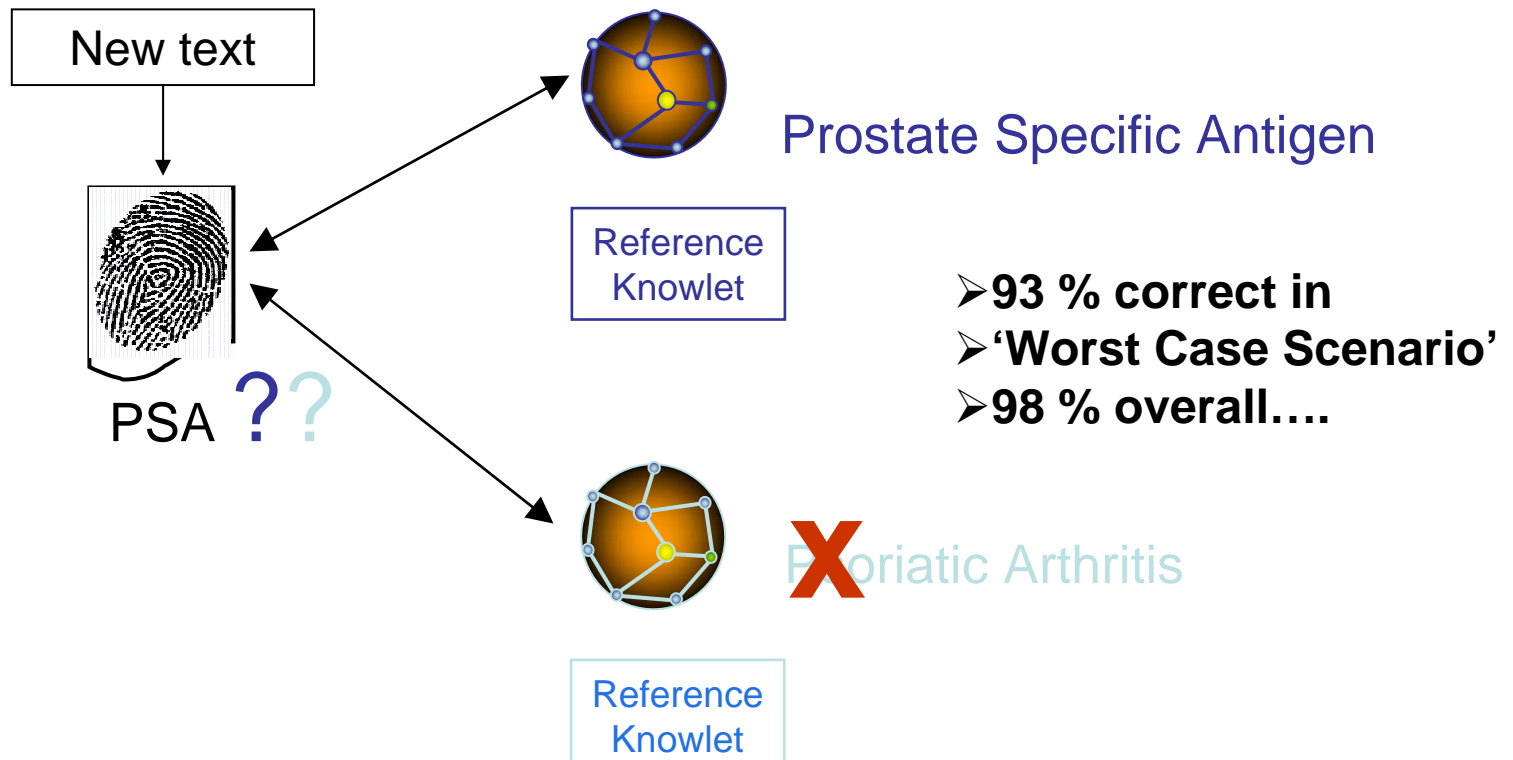 New text
Prostate Specific Antigen
Reference
Knowlet
➢93 % correct in
➢‘Worst Case Scenario’
➢98 % overall….
PSA ??
X
Psoriatic Arthritis
Reference
Knowlet